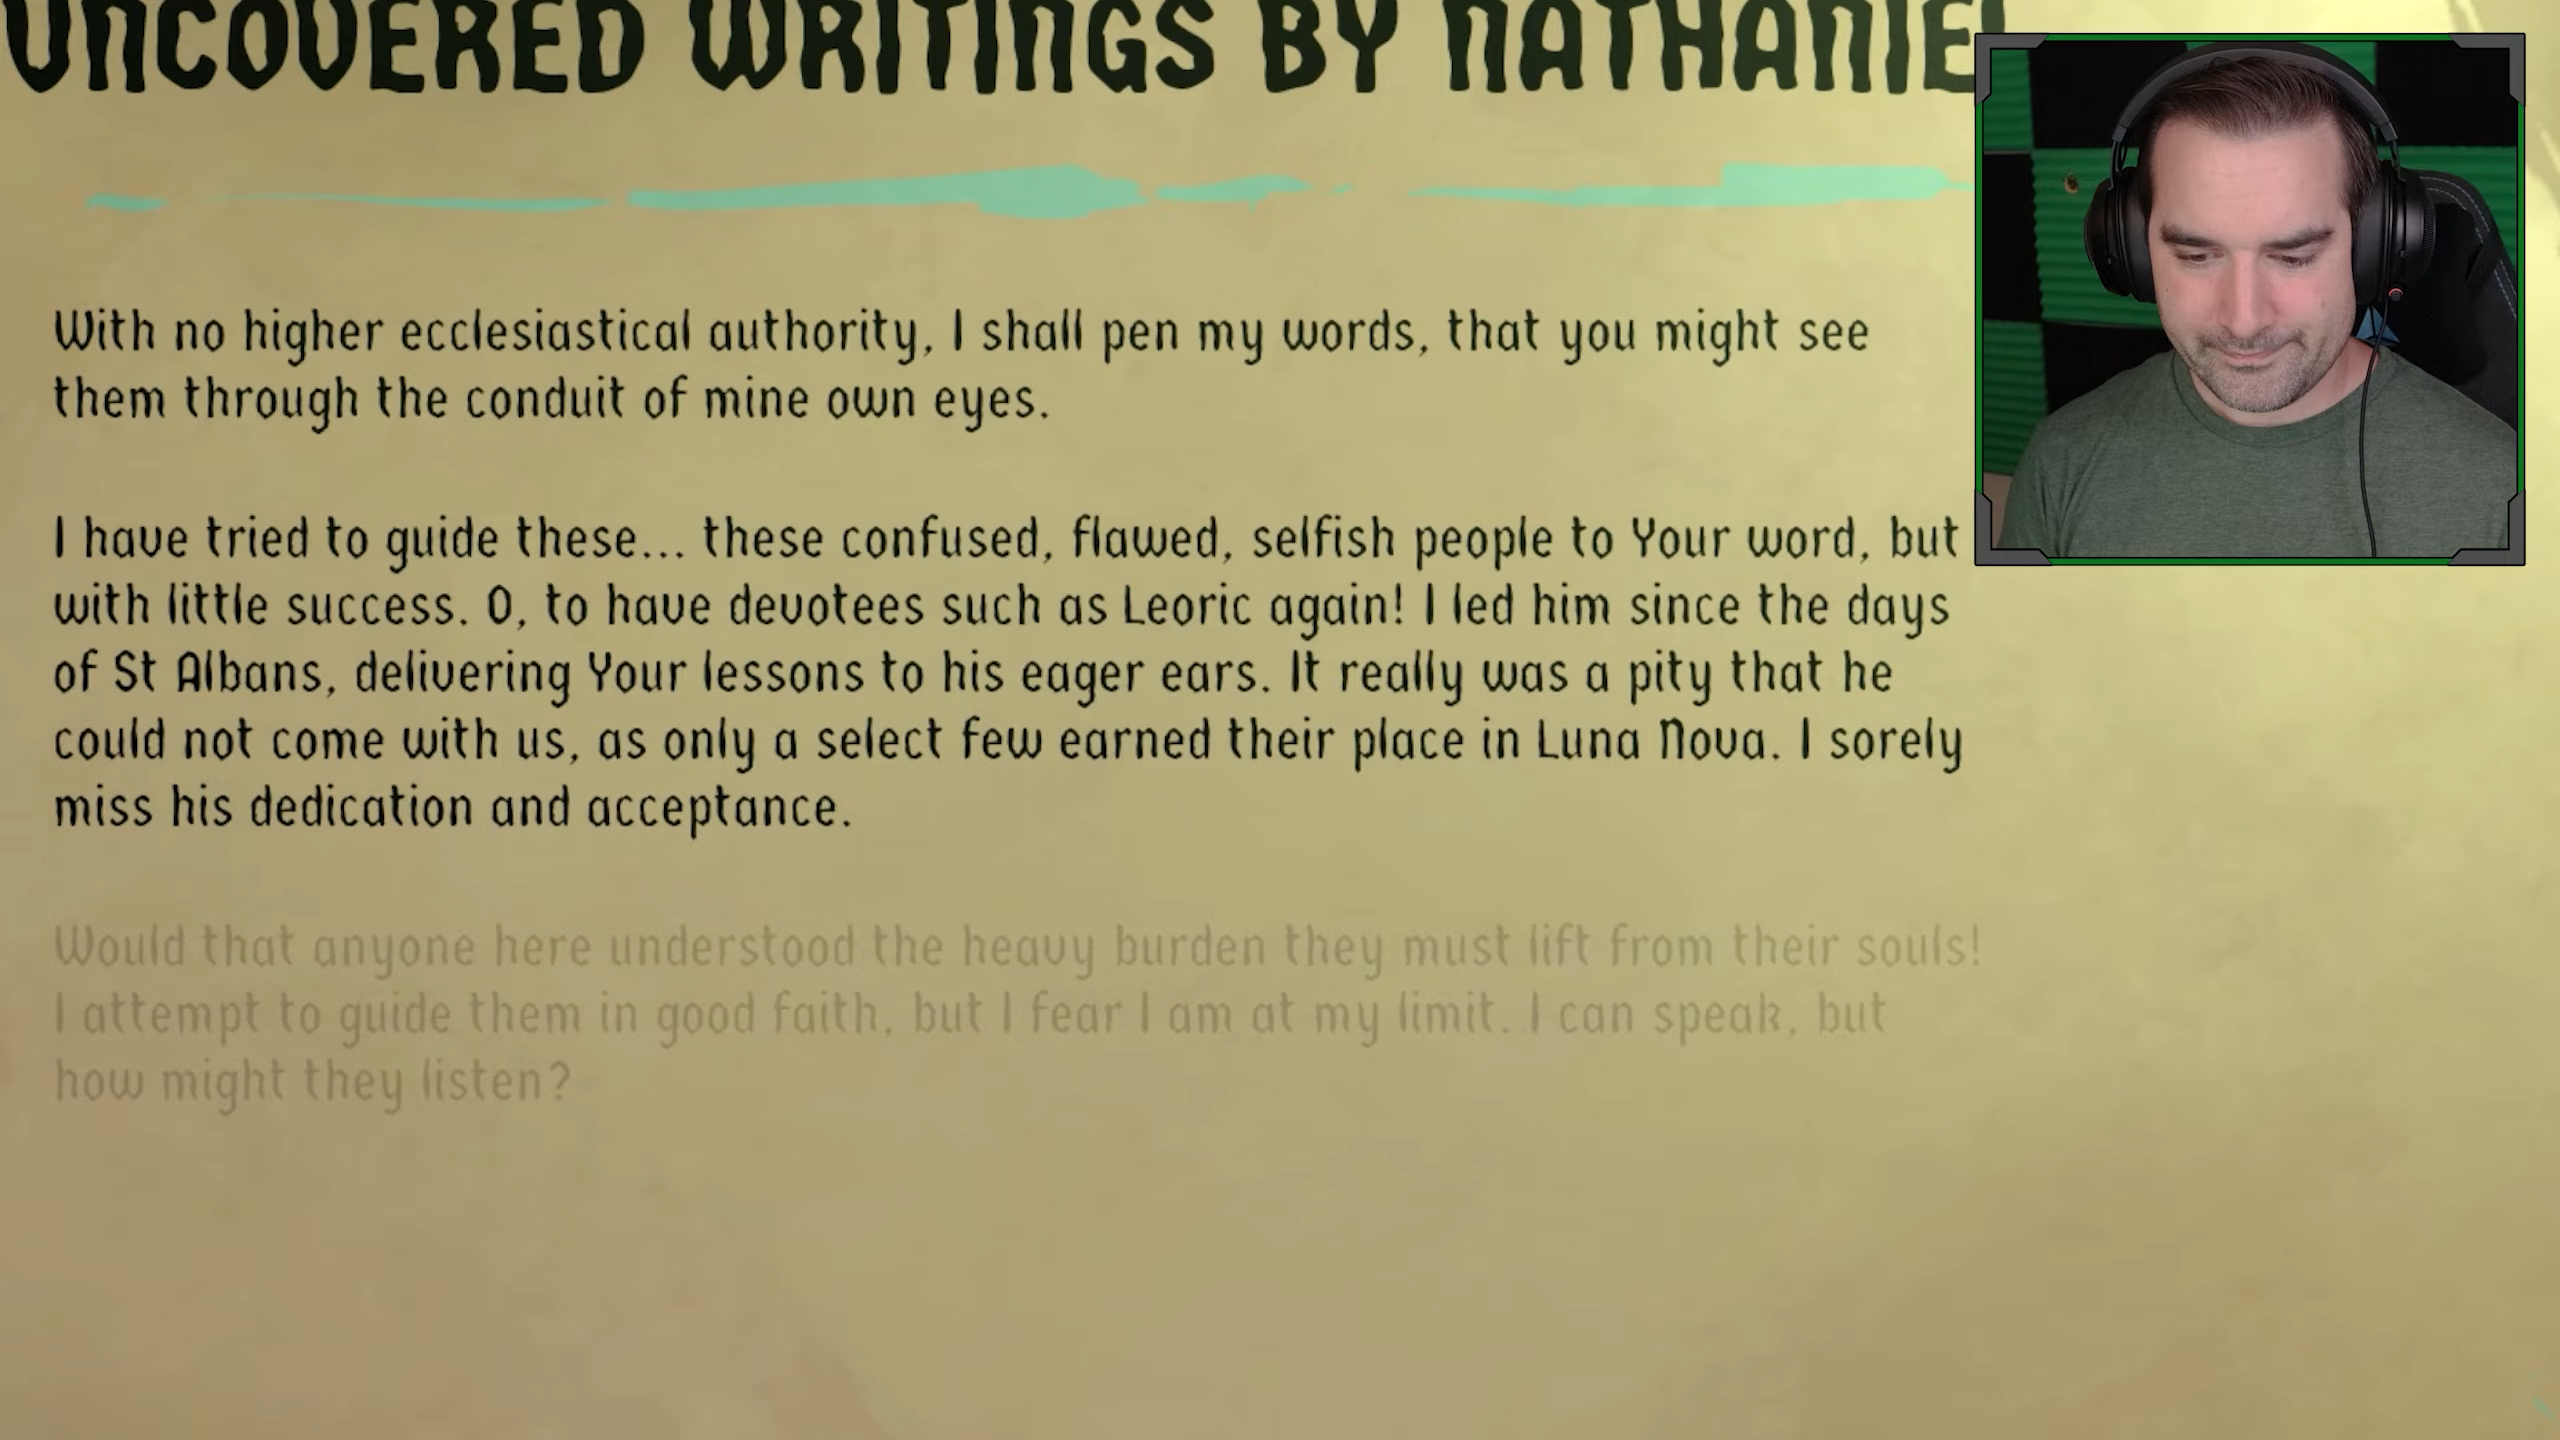 UNCOVERED WRITINGS BY NATHANIEL
With no higher ecclesiastical authority, I shall pen my words, that you might see
them through the conduit of mine own eyes.
I have tried to guide these... these confused, flawed, selfish people to Your word, but
with little success. O, to have devotees such as Leoric again! I led him since the days
of St Albans, delivering Your lessons to his eager ears. It really was a pity that he
could not come with us, as only a select few earned their place in Luna Nova. I sorely
miss his dedication and acceptance.
Would that anyone here understood the heavy burden they must lift from their souls!
I attempt to guide them in good faith, but I fear I am at my limit. I can speak, but
how might they listen?